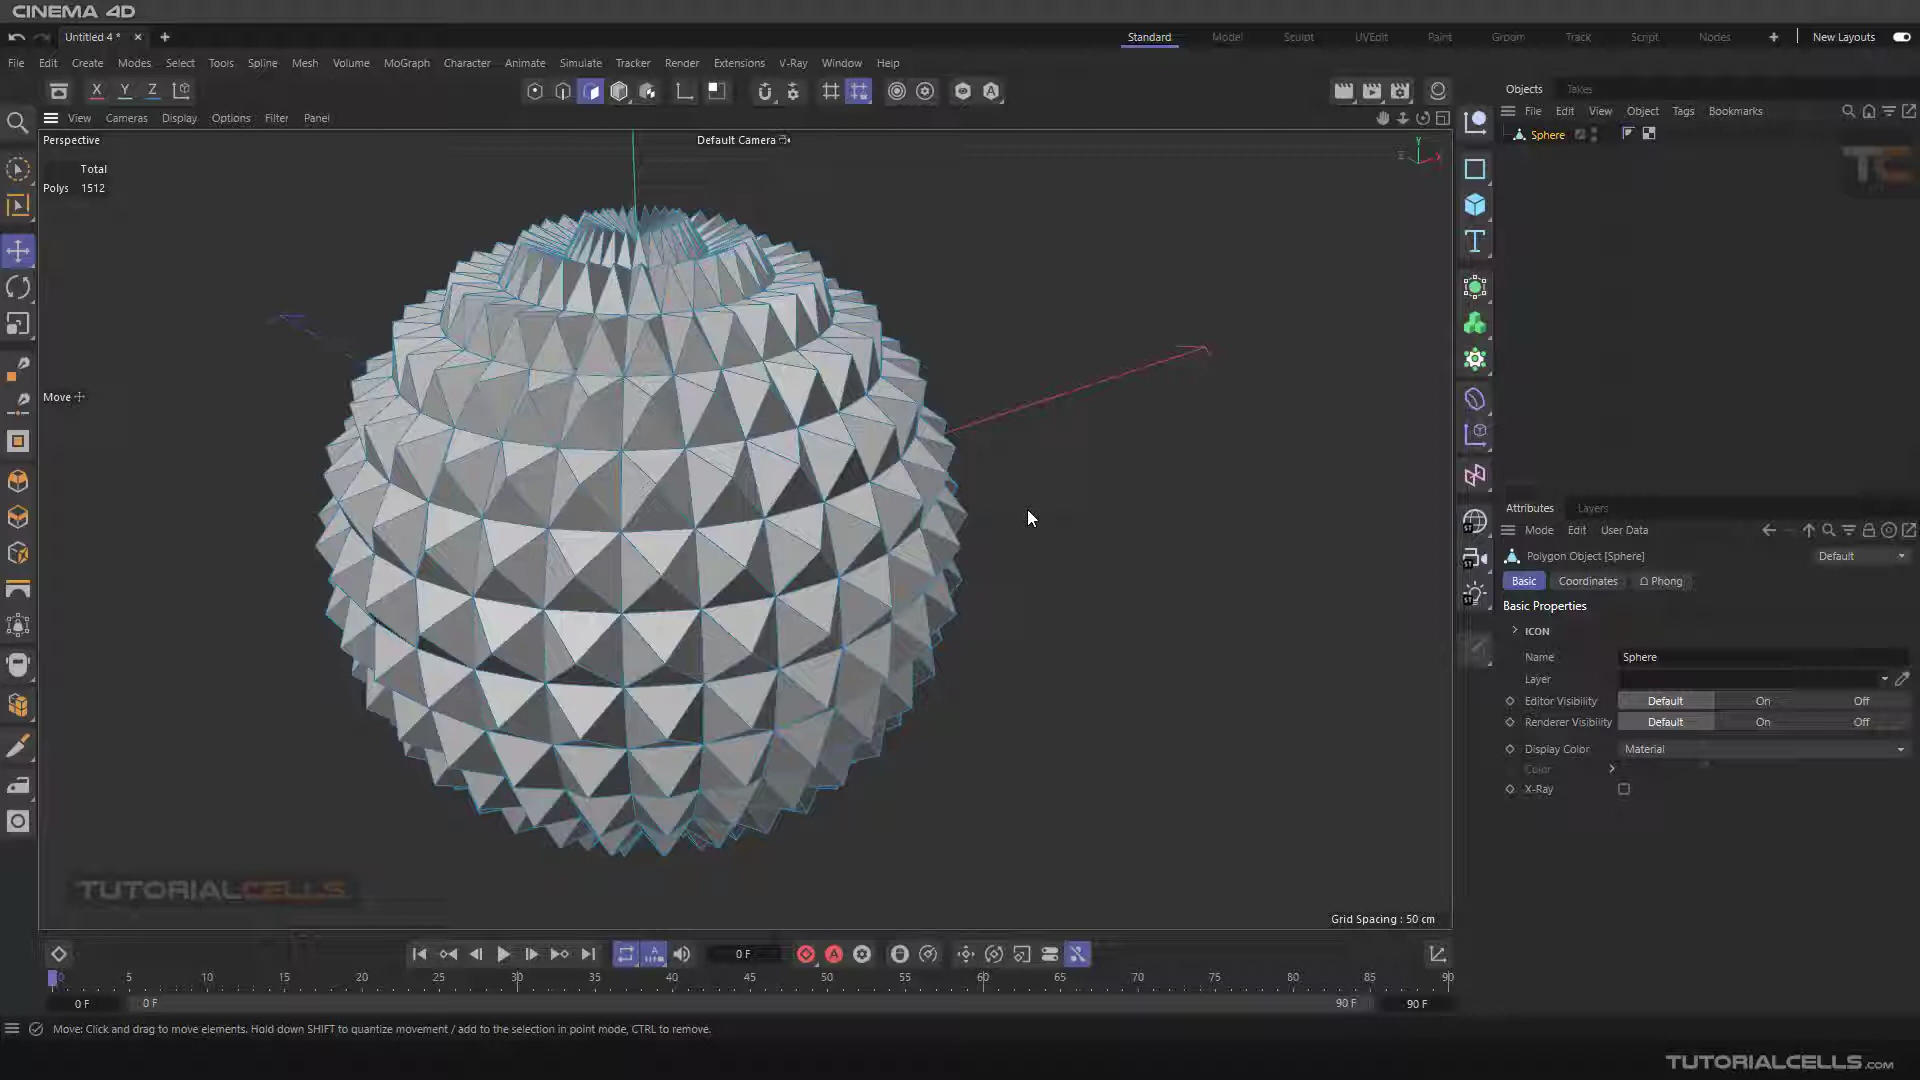 CINEMA 4D
Untitled 4 *
Standard Model Sculpt UVEdit Paint Groom Track Script Nodes New Layouts
File Edit Create Modes Select Tools Spline Mesh Volume MoGraph Character Animate Simulate Tracker Render Extensions V-Ray Window Help
X Y Z
Objects Takes
View Cameras Display Options Filter Panel
File Edit View Object Tags Bookmarks
Perspective
Default Camera
Sphere
Total
Polys 1512
Move
TC
Attributes Layers
Mode Edit User Data
Polygon Object [Sphere]
Default
Basic Coordinates Phong
Basic Properties
ICON
Name Sphere
Layer
Editor Visibility Default On Off
Renderer Visibility Default On Off
Display Color Material
Color
X-Ray
TUTORIALCELLS
Grid Spacing : 50 cm
0 F
0 5 10 15 20 25 30 35 40 45 50 55 60 65 70 75 80 85 90
0 F 0 F 90 F 90 F
Move: Click and drag to move elements. Hold down SHIFT to quantize movement / add to the selection in point mode, CTRL to remove.
TUTORIALCELLS.COM